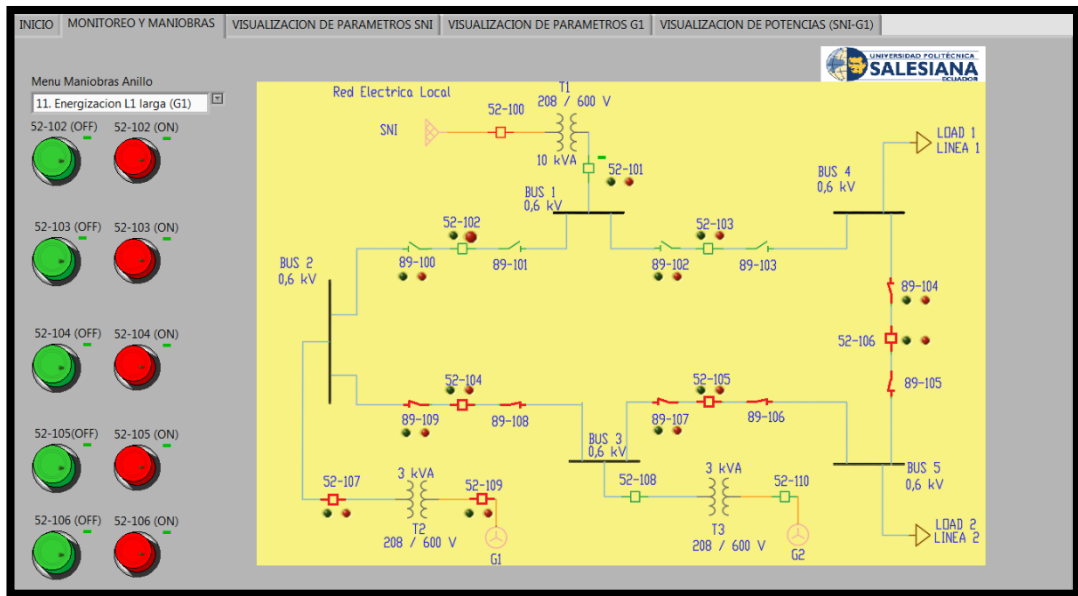 INICIO
MONITOREO Y MANIOBRAS
VISUALIZACION DE PARAMETROS SNI
VISUALIZACION DE PARAMETROS G1
VISUALIZACION DE POTENCIAS (SNI-G1)
UNIVERSIDAD POLITÉCNICA
SALESIANA
ECUADOR
Menu Maniobras Anillo
11. Energizacion L1 larga (G1)
52-102 (OFF)
52-102 (ON)
52-103 (OFF)
52-103 (ON)
52-104 (OFF)
52-104 (ON)
52-105(OFF)
52-105 (ON)
52-106 (OFF)
52-106 (ON)
Red Electrica Local
T1
208 / 600 V
52-100
SNI
10 kVA
52-101
LOAD 1
LINEA 1
BUS 4
0,6 kV
BUS 1
0,6 kV
52-102
52-103
BUS 2
0,6 kV
89-100
89-101
89-102
89-103
89-104
52-106
52-104
52-105
89-105
89-109
89-108
89-107
89-106
BUS 3
0,6 kV
BUS 5
0,6 kV
52-107
3 kVA
52-109
52-108
3 kVA
52-110
T2
208 / 600 V
G1
T3
208 / 600 V
G2
LOAD 2
LINEA 2